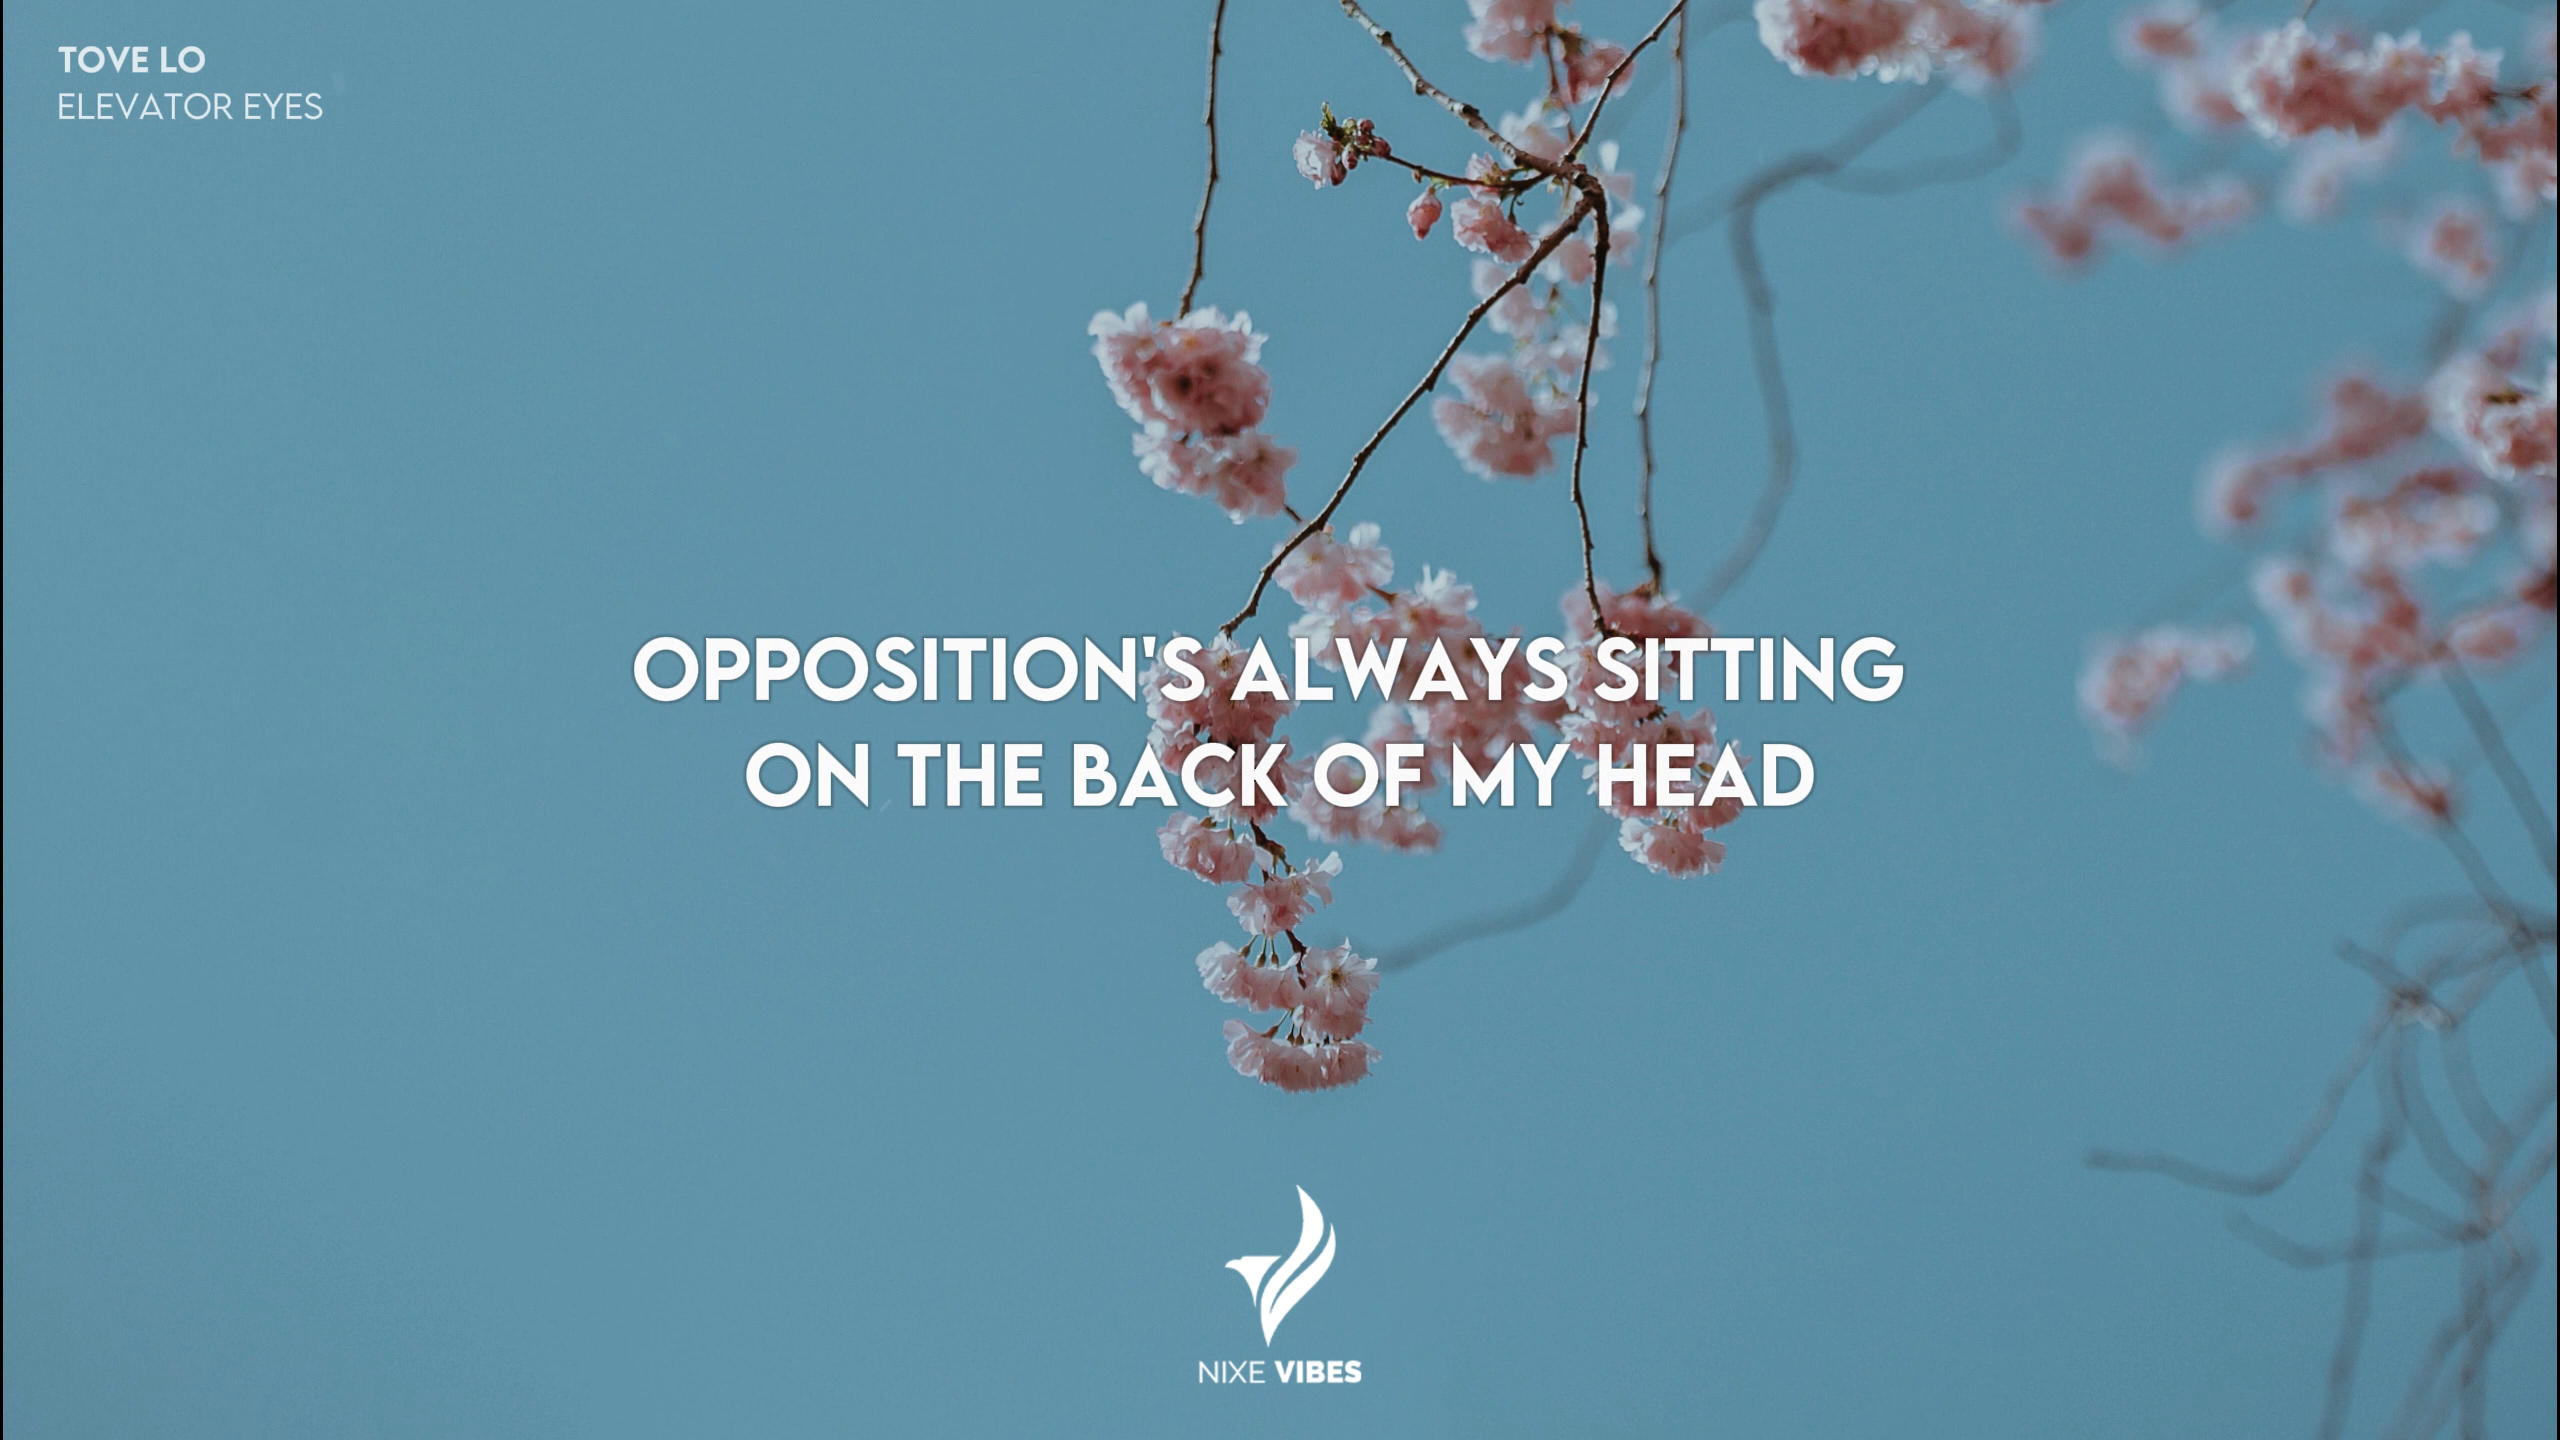 TOVE LO
ELEVATOR EYES
OPPOSITION'S ALWAYS SITTING
ON THE BACK OF MY HEAD
NIXE VIBES